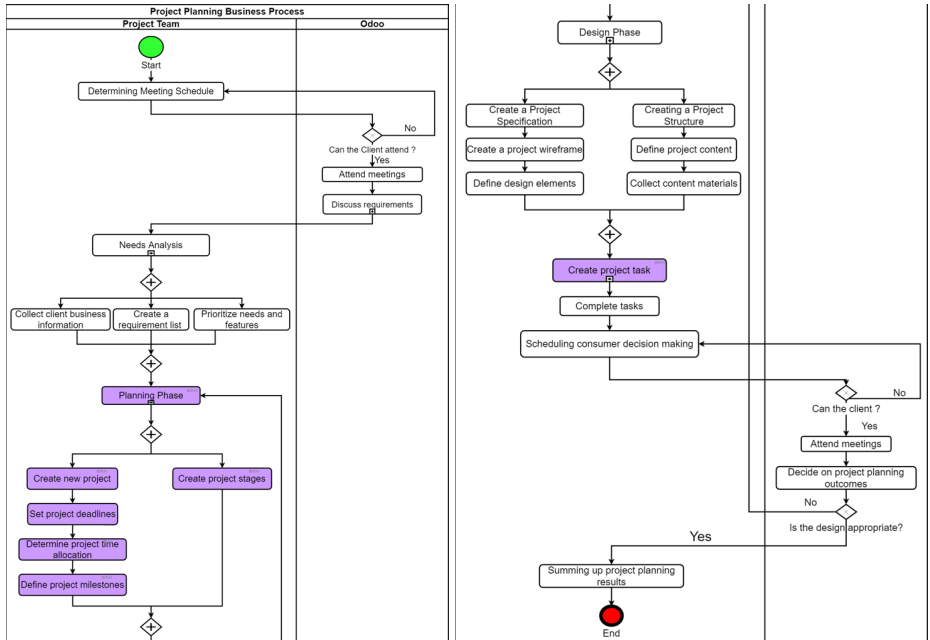 Project Planning Business Process
Project Team
Odoo
Start
Determining Meeting Schedule
No
Can the Client attend ?
Yes
Attend meetings
Discuss requirements
Needs Analysis
Collect client business
information
Create a
requirement list
Prioritize needs and
features
Planning Phase
Create new project
Create project stages
Set project deadlines
Determine project time
allocation
Define project milestones
Design Phase
Create a Project
Specification
Creating a Project
Structure
Create a project wireframe
Define project content
Define design elements
Collect content materials
Create project task
Complete tasks
Scheduling consumer decision making
No
Can the client ?
Yes
Attend meetings
Decide on project planning
outcomes
No
Is the design appropriate?
Yes
Summing up project planning
results
End